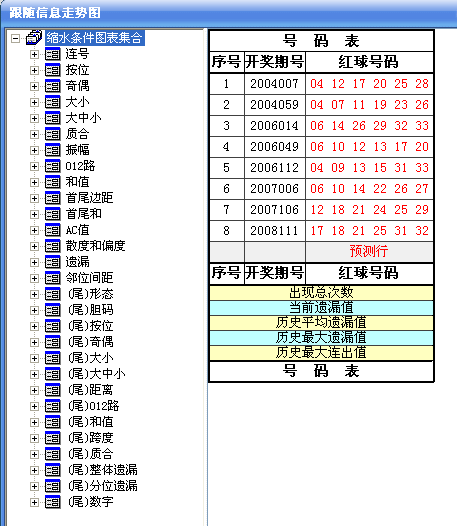 跟随信息走势图
缩水条件图表集合
连号
按位
奇偶
大小
大中小
质合
振幅
012路
和值
首尾边距
首尾和
AC值
散度和偏度
遗漏
邻位间距
(尾)形态
(尾)胆码
(尾)按位
(尾)奇偶
(尾)大小
(尾)大中小
(尾)距离
(尾)012路
(尾)和值
(尾)跨度
(尾)质合
(尾)整体遗漏
(尾)分位遗漏
(尾)数字
号 码 表
序号 开奖期号 红球号码
1 2004007 04 12 17 20 25 28
2 2004059 04 07 11 19 23 26
3 2006014 06 14 26 29 32 33
4 2006049 06 10 12 13 17 20
5 2006112 04 09 13 15 31 33
6 2007006 06 10 14 22 26 27
7 2007106 12 18 21 24 25 29
8 2008111 17 18 21 25 31 32
预测行
序号 开奖期号 红球号码
出现总次数
当前遗漏值
历史平均遗漏值
历史最大遗漏值
历史最大连出值
号 码 表